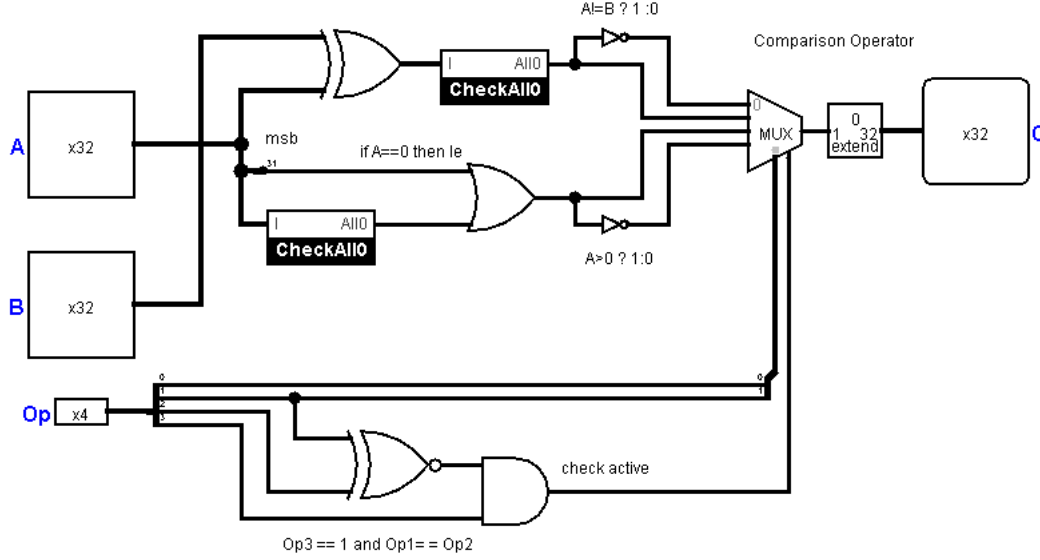 A!=B ? 1 :0
Comparison Operator
I All0
CheckAll0
A
x32
msb
31
if A==0 then le
0
MUX
0
1 32
extend
x32
C
I All0
CheckAll0
A>0 ? 1:0
B
x32
Op
x4
0
1
2
3
0
1
check active
Op3 == 1 and Op1= = Op2